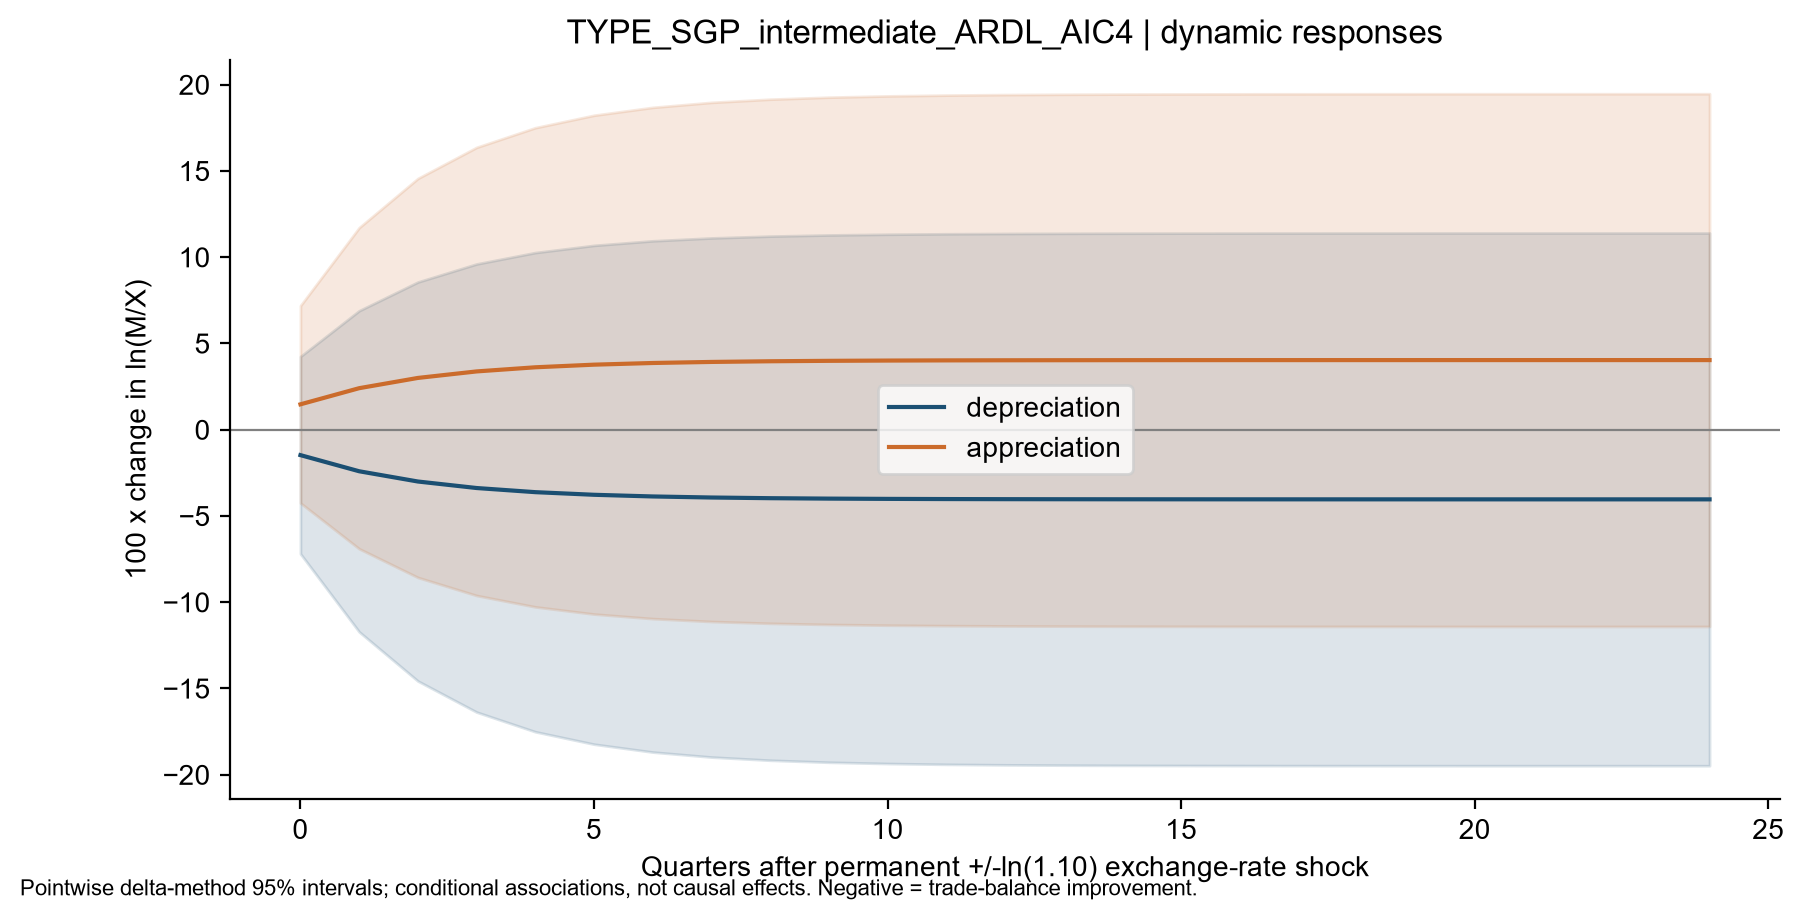 TYPE_SGP_intermediate_ARDL_AIC4 | dynamic responses
100 x change in ln(M/X)
20
15
10
5
0
−5
−10
−15
−20
depreciation
appreciation
0 5 10 15 20 25
Quarters after permanent +/-ln(1.10) exchange-rate shock
Pointwise delta-method 95% intervals; conditional associations, not causal effects. Negative = trade-balance improvement.